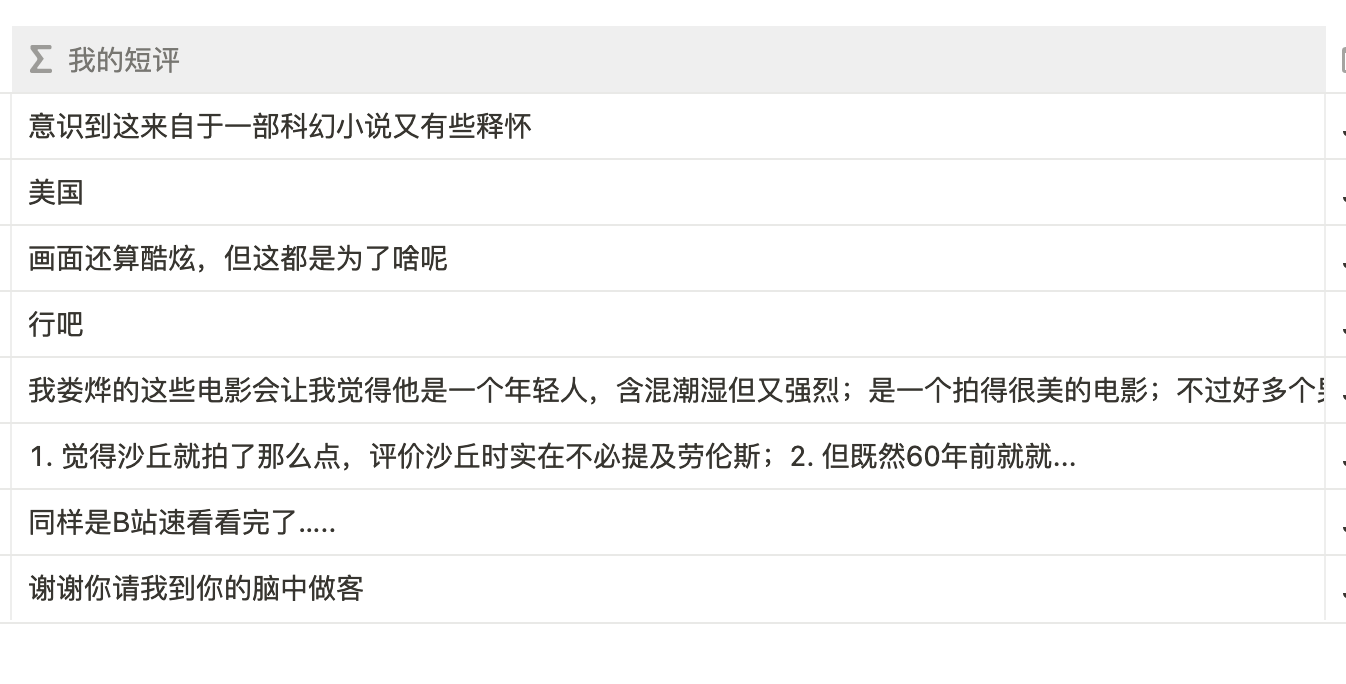 我的短评
意识到这来自于一部科幻小说又有些释怀
美国
画面还算酷炫，但这都是为了啥呢
行吧
我娄烨的这些电影会让我觉得他是一个年轻人，含混潮湿但又强烈；是一个拍得很美的电影；不过好多个
1. 觉得沙丘就拍了那么点，评价沙丘时实在不必提及劳伦斯；2. 但既然60年前就就...
同样是B站速看看完了.....
谢谢你请我到你的脑中做客